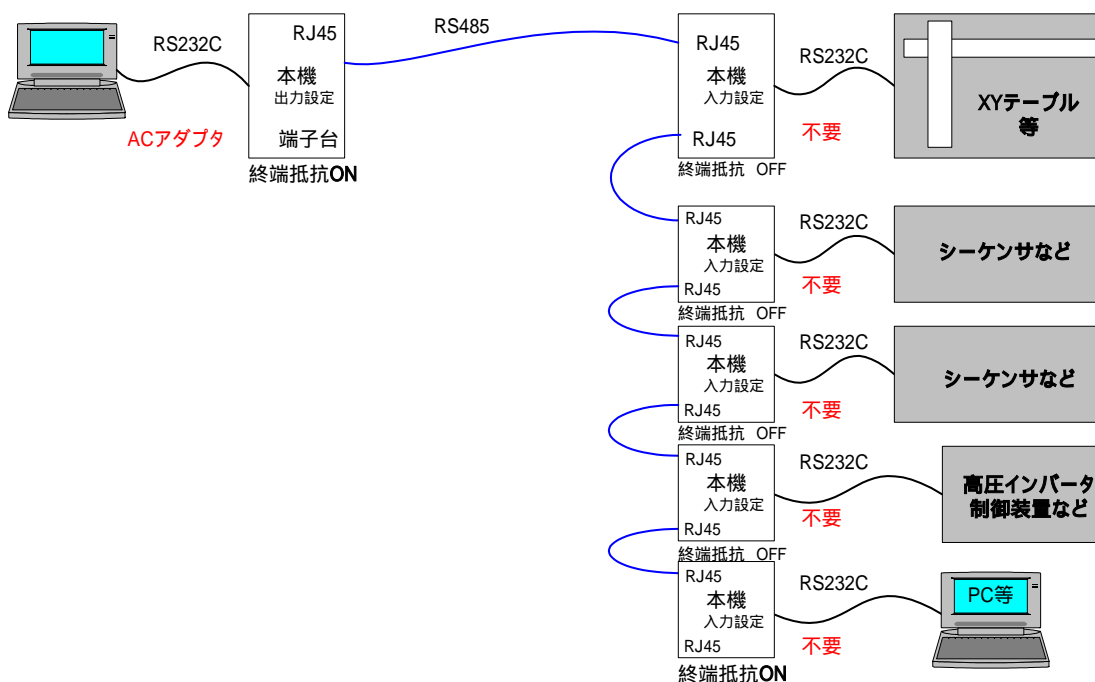 RS232C
ACアダプタ
RJ45
本機
出力設定
端子台
終端抵抗ON
RS485
RJ45
本機
入力設定
RJ45
終端抵抗 OFF
RS232C
不要
XYテーブル
等
RJ45
本機
入力設定
RJ45
終端抵抗 OFF
RS232C
不要
シーケンサなど
RJ45
本機
入力設定
RJ45
終端抵抗 OFF
RS232C
不要
シーケンサなど
RJ45
本機
入力設定
RJ45
終端抵抗 OFF
RS232C
不要
高圧インバータ
制御装置など
RJ45
本機
入力設定
RJ45
終端抵抗ON
RS232C
不要
PC等